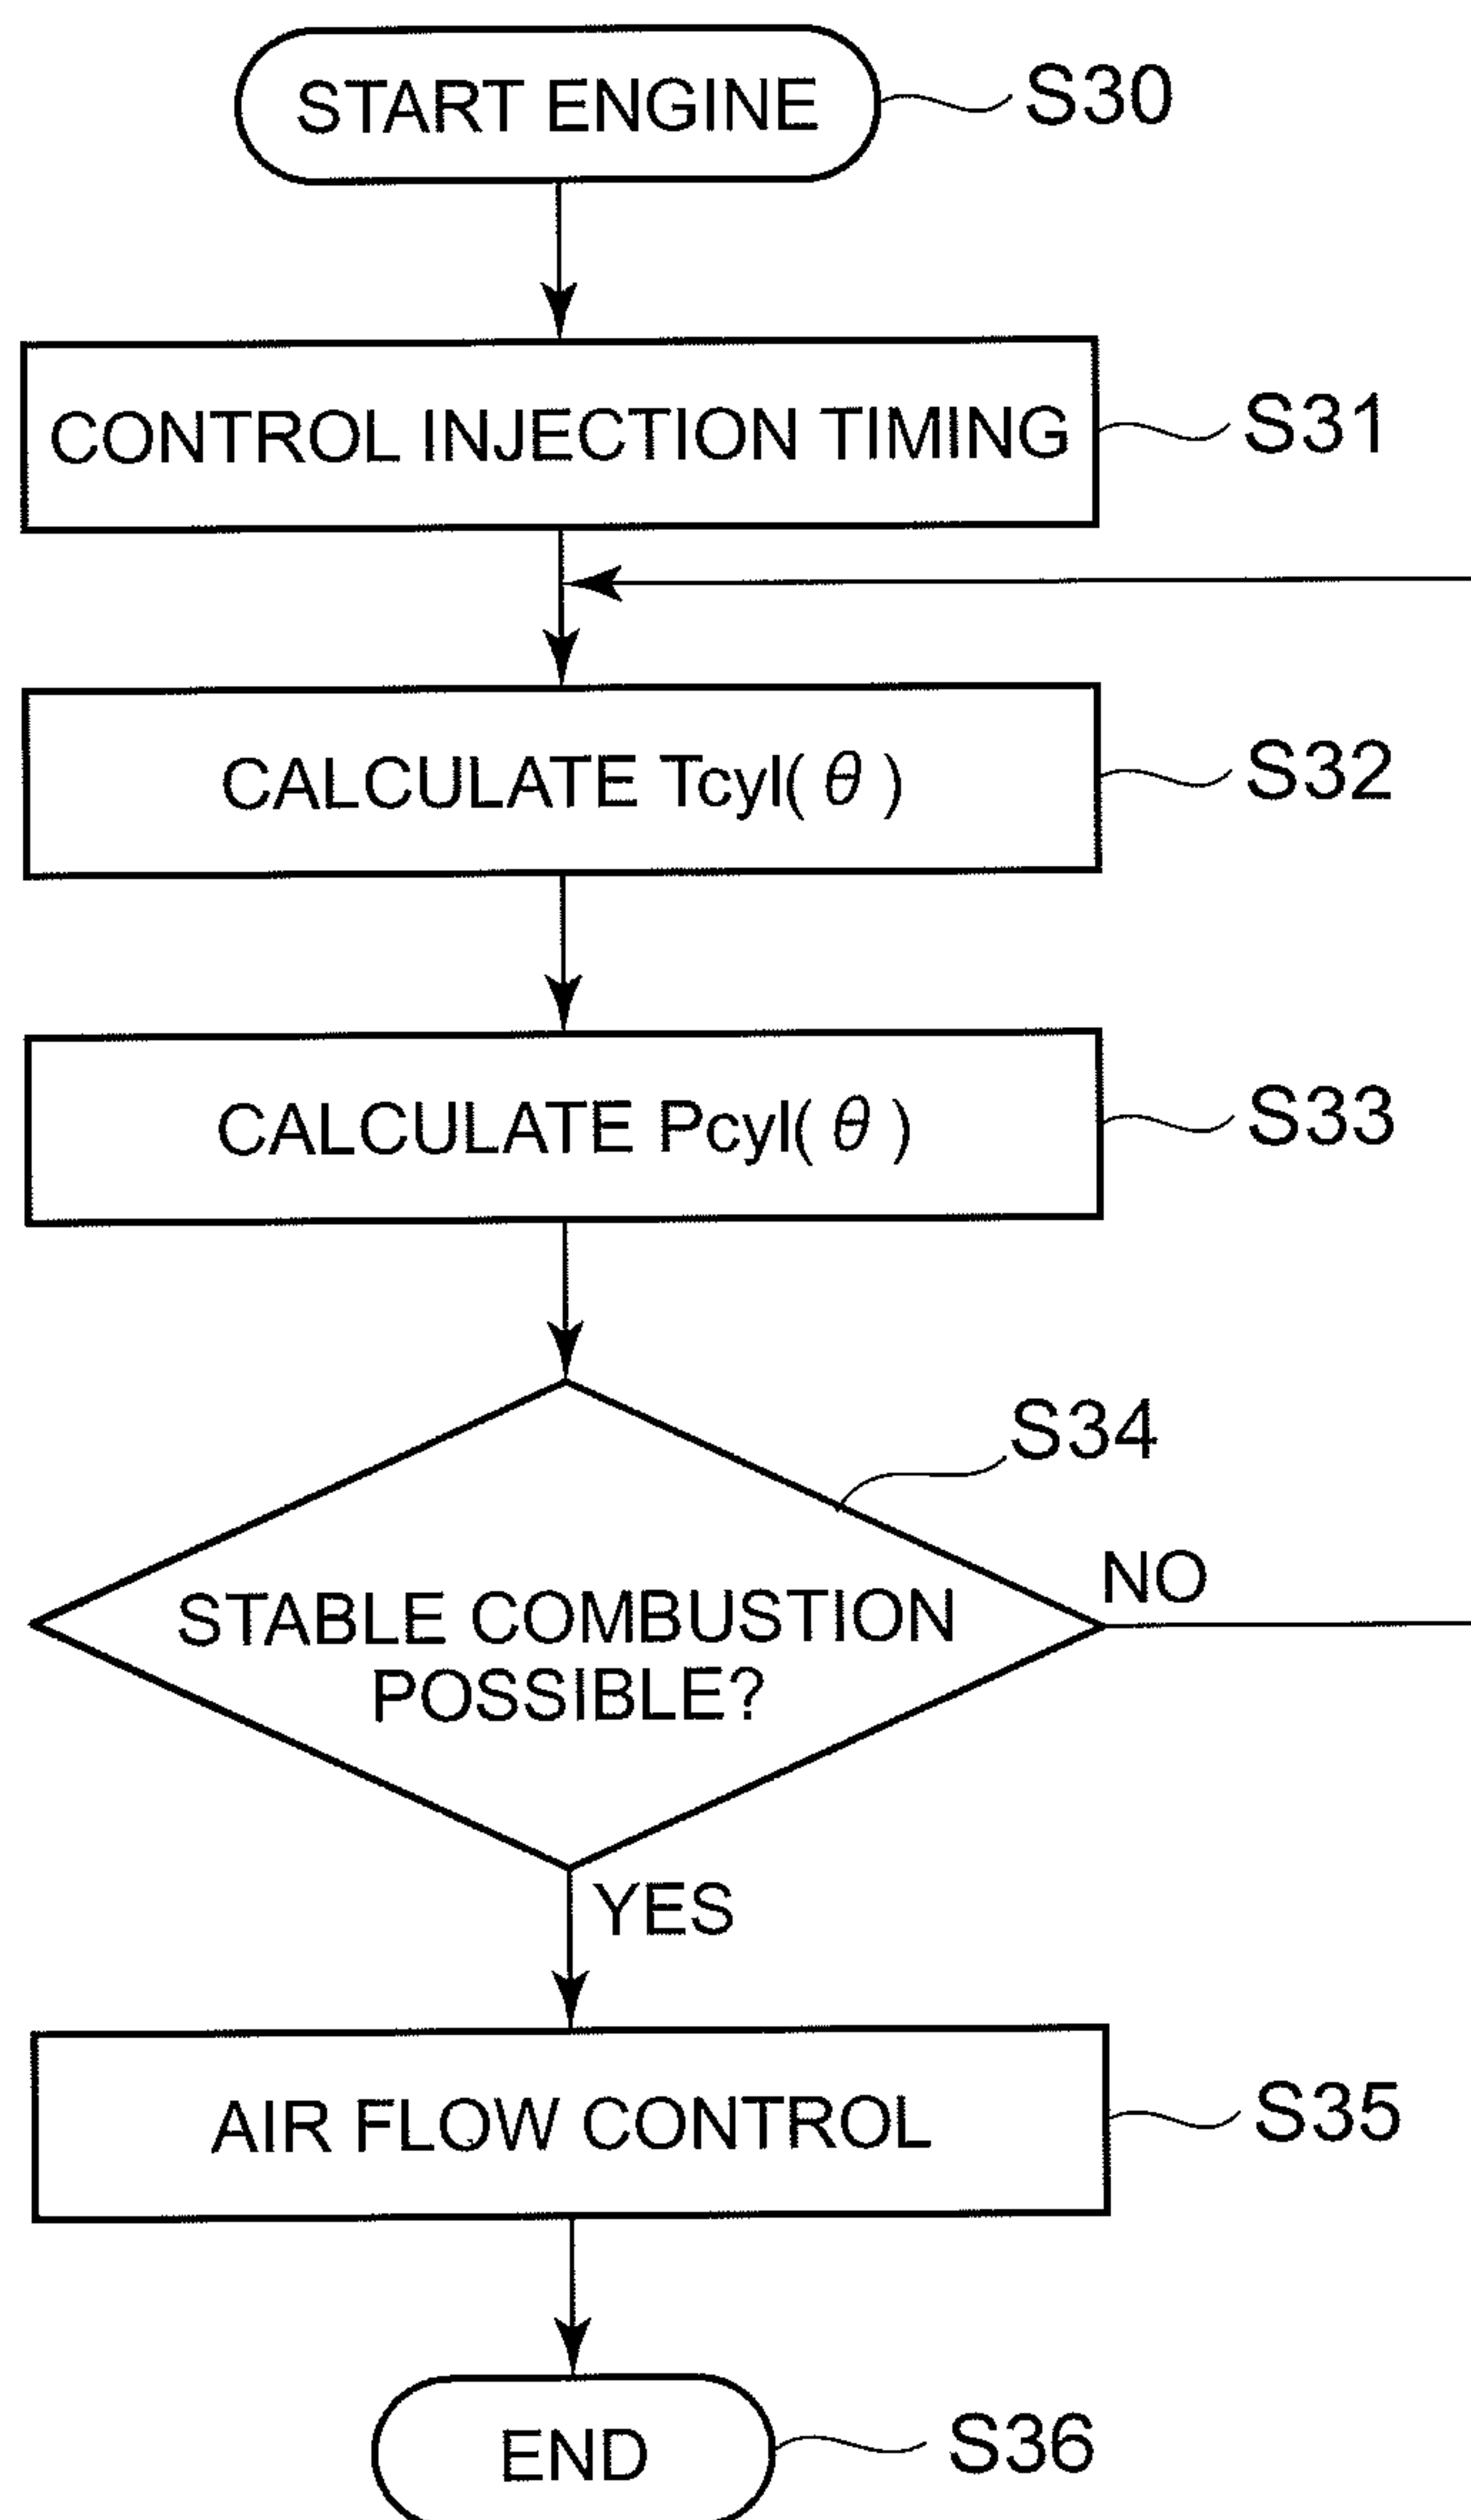 START ENGINE
S30
CONTROL INJECTION TIMING
S31
CALCULATE Tcyl( θ )
S32
CALCULATE Pcyl( θ )
S33
S34
STABLE COMBUSTION
POSSIBLE?
NO
YES
AIR FLOW CONTROL
S35
END
S36